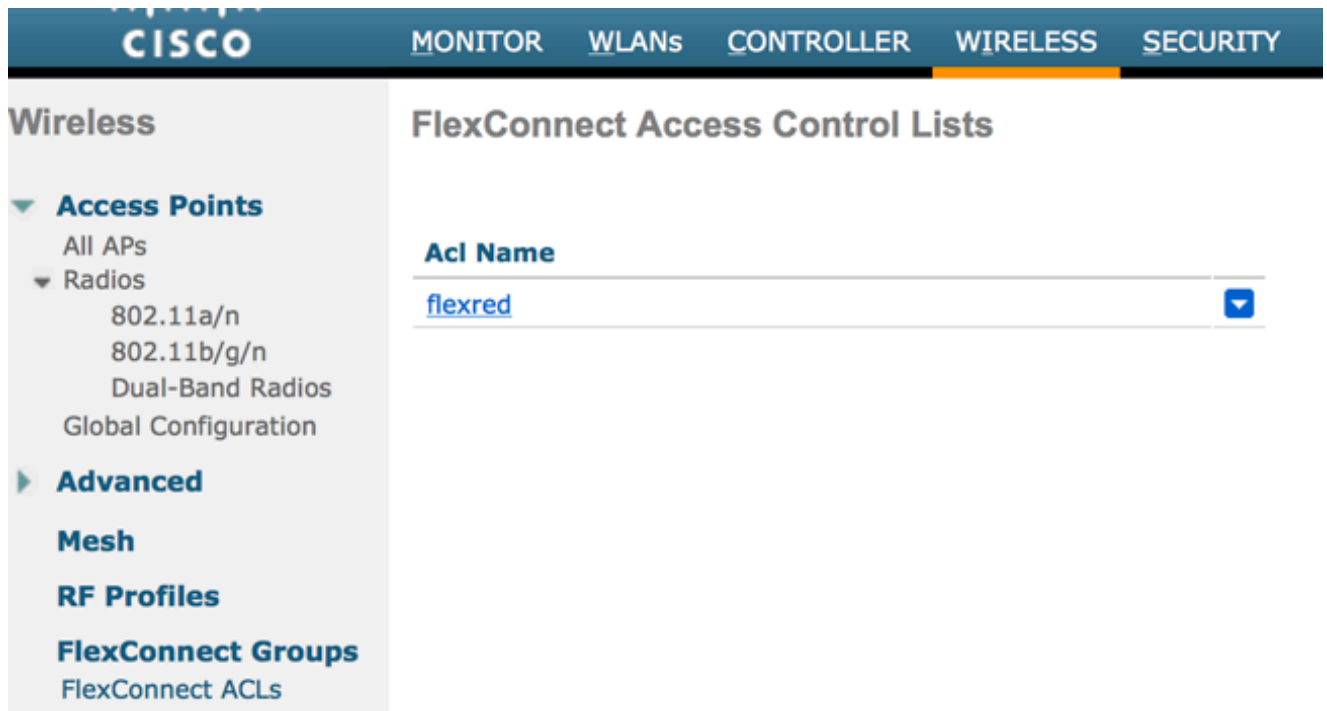 CISCO
MONITOR WLANs CONTROLLER WIRELESS SECURITY
Wireless
Access Points
All APs
Radios
802.11a/n
802.11b/g/n
Dual-Band Radios
Global Configuration
Advanced
Mesh
RF Profiles
FlexConnect Groups
FlexConnect ACLs
FlexConnect Access Control Lists
Acl Name
flexred